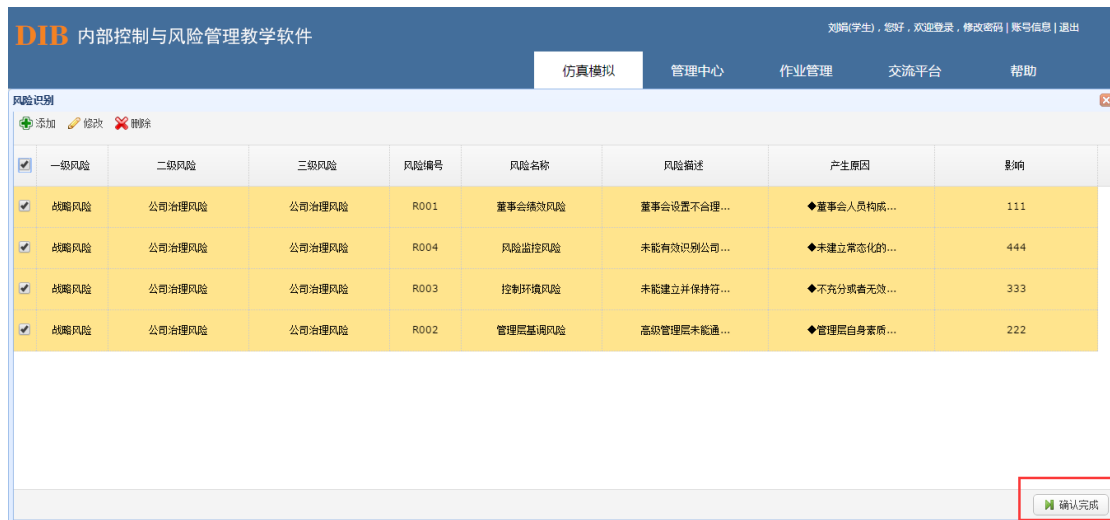 DIB 内部控制与风险管理教学软件
刘娟(学生)，您好，欢迎登录，修改密码 | 账号信息 | 退出
仿真模拟 管理中心 作业管理 交流平台 帮助
风险识别
添加 修改 删除
一级风险 二级风险 三级风险 风险编号 风险名称 风险描述 产生原因 影响
战略风险 公司治理风险 公司治理风险 R001 董事会绩效风险 董事会设置不合理... ◆董事会人员构成... 111
战略风险 公司治理风险 公司治理风险 R004 风险监控风险 未能有效识别公司... ◆未建立常态化的... 444
战略风险 公司治理风险 公司治理风险 R003 控制环境风险 未能建立并保持符... ◆不充分或者无效... 333
战略风险 公司治理风险 公司治理风险 R002 管理层基调风险 高级管理层未能通... ◆管理层自身素质... 222
确认完成